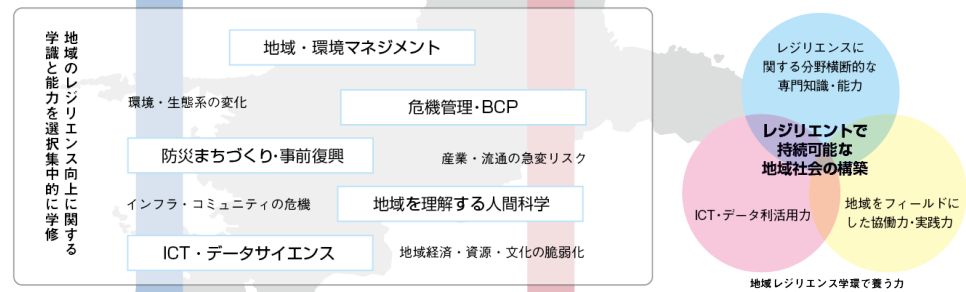 地域のレジリエンス向上に関する
学識と能力を選択集中的に学修
地域・環境マネジメント
環境・生態系の変化
危機管理・BCP
防災まちづくり・事前復興
産業・流通の急変リスク
インフラ・コミュニティの危機
地域を理解する人間科学
ICT・データサイエンス
地域経済・資源・文化の脆弱化
レジリエンスに
関する分野横断的な
専門知識・能力
レジリエントで
持続可能な
地域社会の構築
ICT・データ利活用力
地域をフィールドに
した協働力・実践力
地域レジリエンス学環で養う力